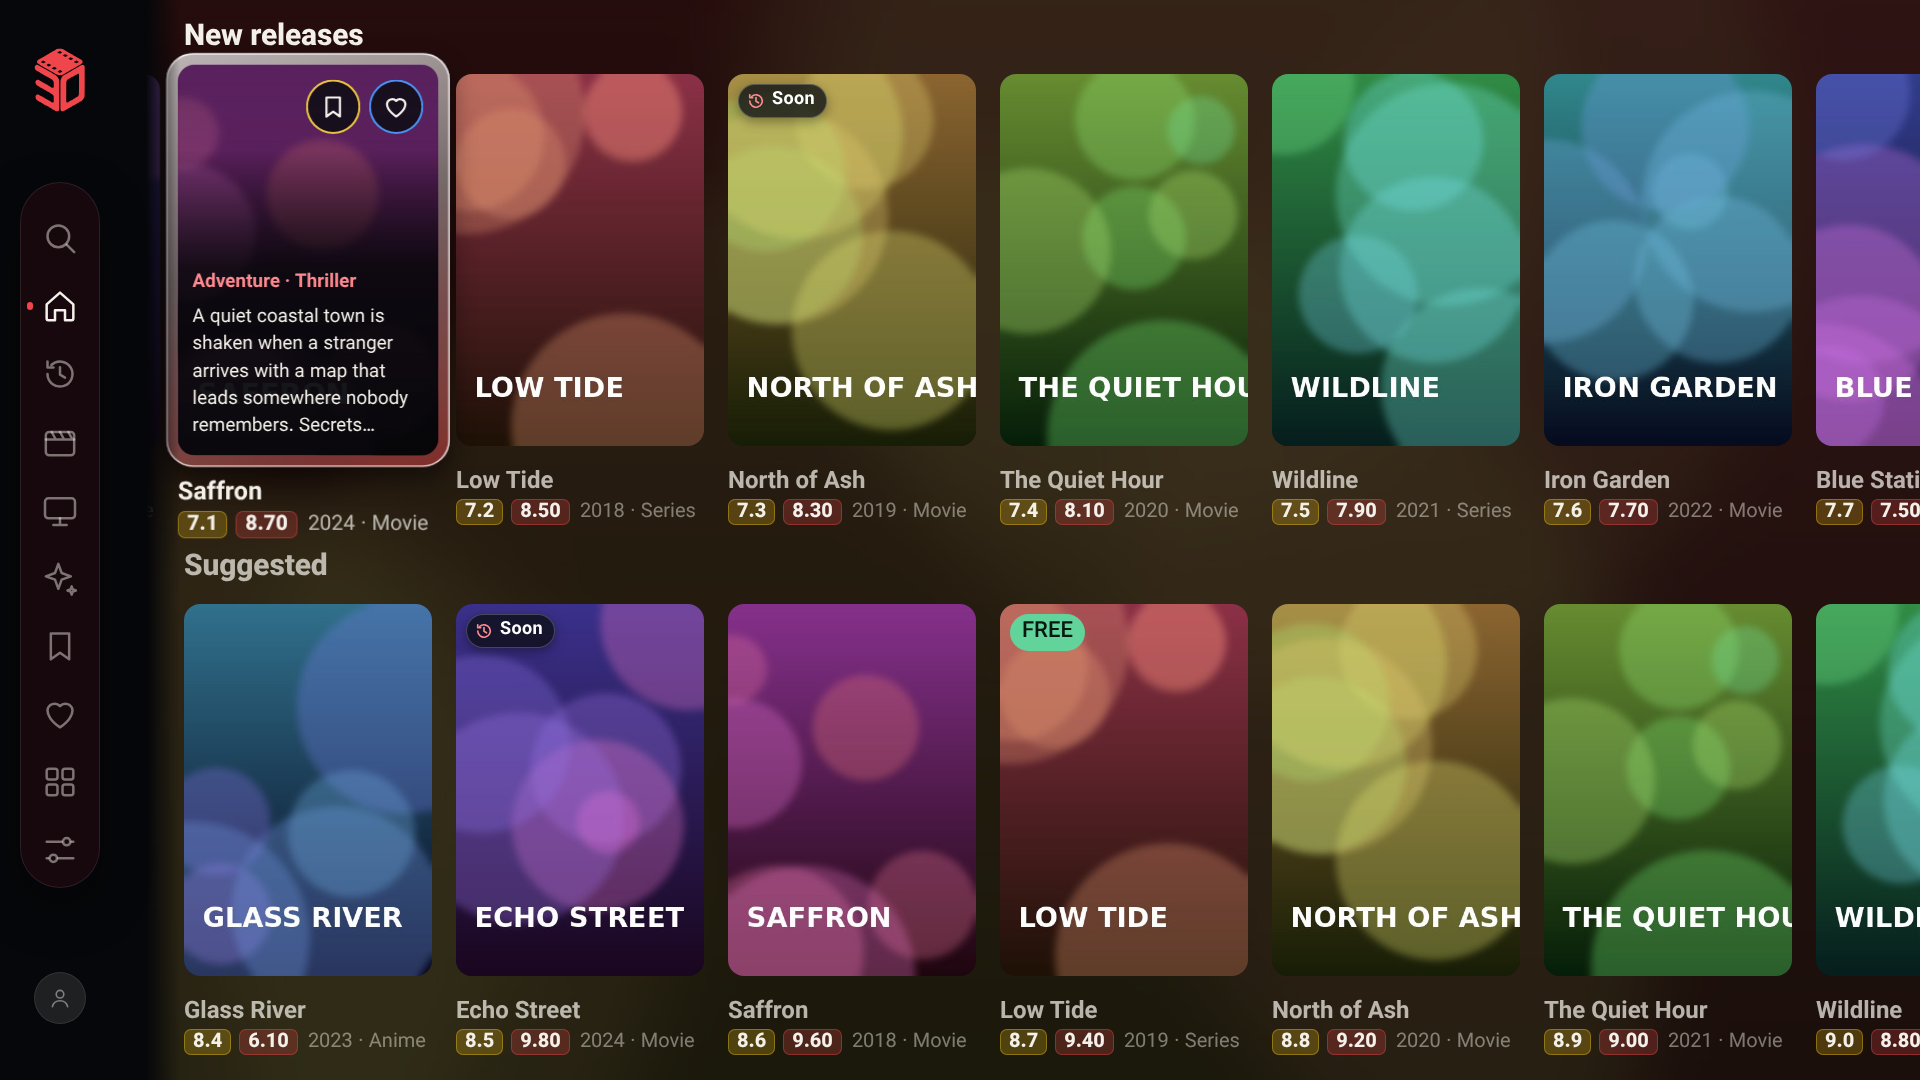 New releases
Adventure · Thriller
A quiet coastal town is
shaken when a stranger
arrives with a map that
leads somewhere nobody
remembers. Secrets...
SAFFRON
Saffron
7.1 8.70 2024 · Movie
LOW TIDE
Low Tide
7.2 8.50 2018 · Series
Soon
NORTH OF ASH
North of Ash
7.3 8.30 2019 · Movie
THE QUIET HOU
The Quiet Hour
7.4 8.10 2020 · Movie
WILDLINE
Wildline
7.5 7.90 2021 · Series
IRON GARDEN
Iron Garden
7.6 7.70 2022 · Movie
BLUE
Blue Stati
7.7 7.50
Suggested
GLASS RIVER
Glass River
8.4 6.10 2023 · Anime
Soon
ECHO STREET
Echo Street
8.5 9.80 2024 · Movie
SAFFRON
Saffron
8.6 9.60 2018 · Movie
FREE
LOW TIDE
Low Tide
8.7 9.40 2019 · Series
NORTH OF ASH
North of Ash
8.8 9.20 2020 · Movie
THE QUIET HOU
The Quiet Hour
8.9 9.00 2021 · Movie
WILDL
Wildline
9.0 8.80